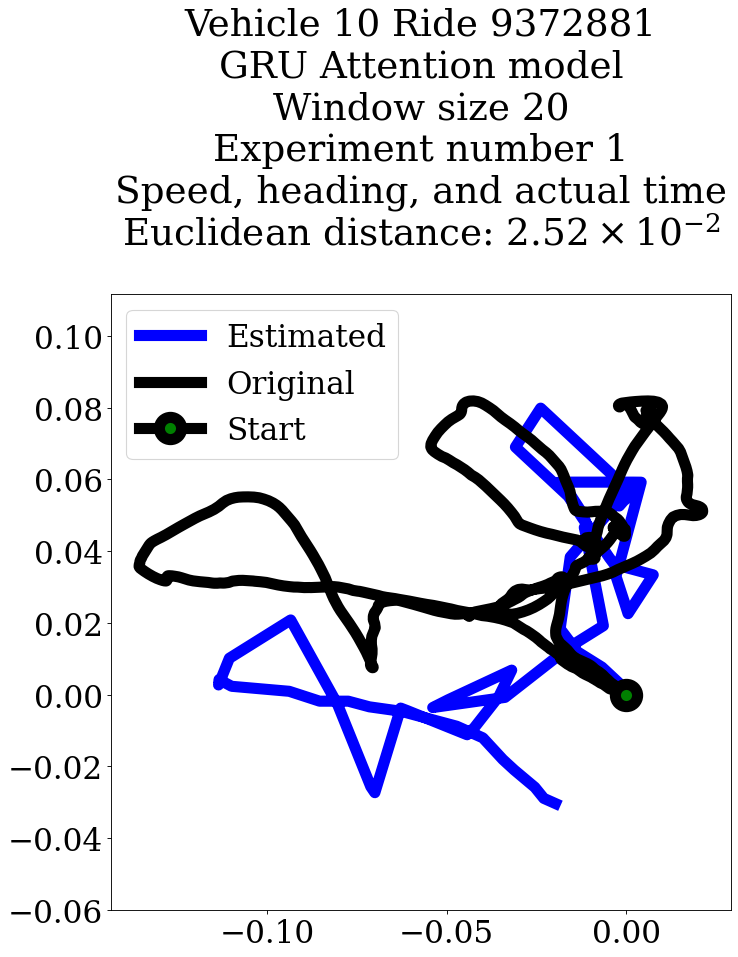 Vehicle 10 Ride 9372881
GRU Attention model
Window size 20
Experiment number 1
Speed, heading, and actual time
Euclidean distance: 2.52 × 10⁻²
Estimated
Original
Start
0.10
0.08
0.06
0.04
0.02
0.00
−0.02
−0.04
−0.06
−0.10
−0.05
0.00